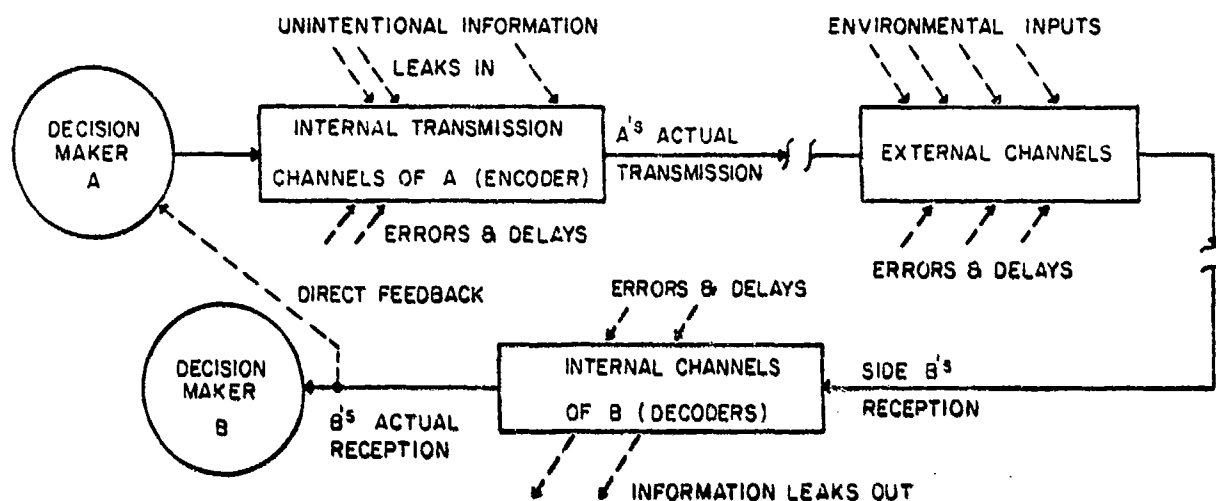 UNINTENTIONAL INFORMATION
LEAKS IN
ENVIRONMENTAL INPUTS
DECISION
MAKER
A
INTERNAL TRANSMISSION
CHANNELS OF A (ENCODER)
A'S ACTUAL
TRANSMISSION
EXTERNAL CHANNELS
ERRORS & DELAYS
ERRORS & DELAYS
DIRECT FEEDBACK
ERRORS & DELAYS
DECISION
MAKER
B
B'S ACTUAL
RECEPTION
INTERNAL CHANNELS
OF B (DECODERS)
SIDE B'S
RECEPTION
INFORMATION LEAKS OUT